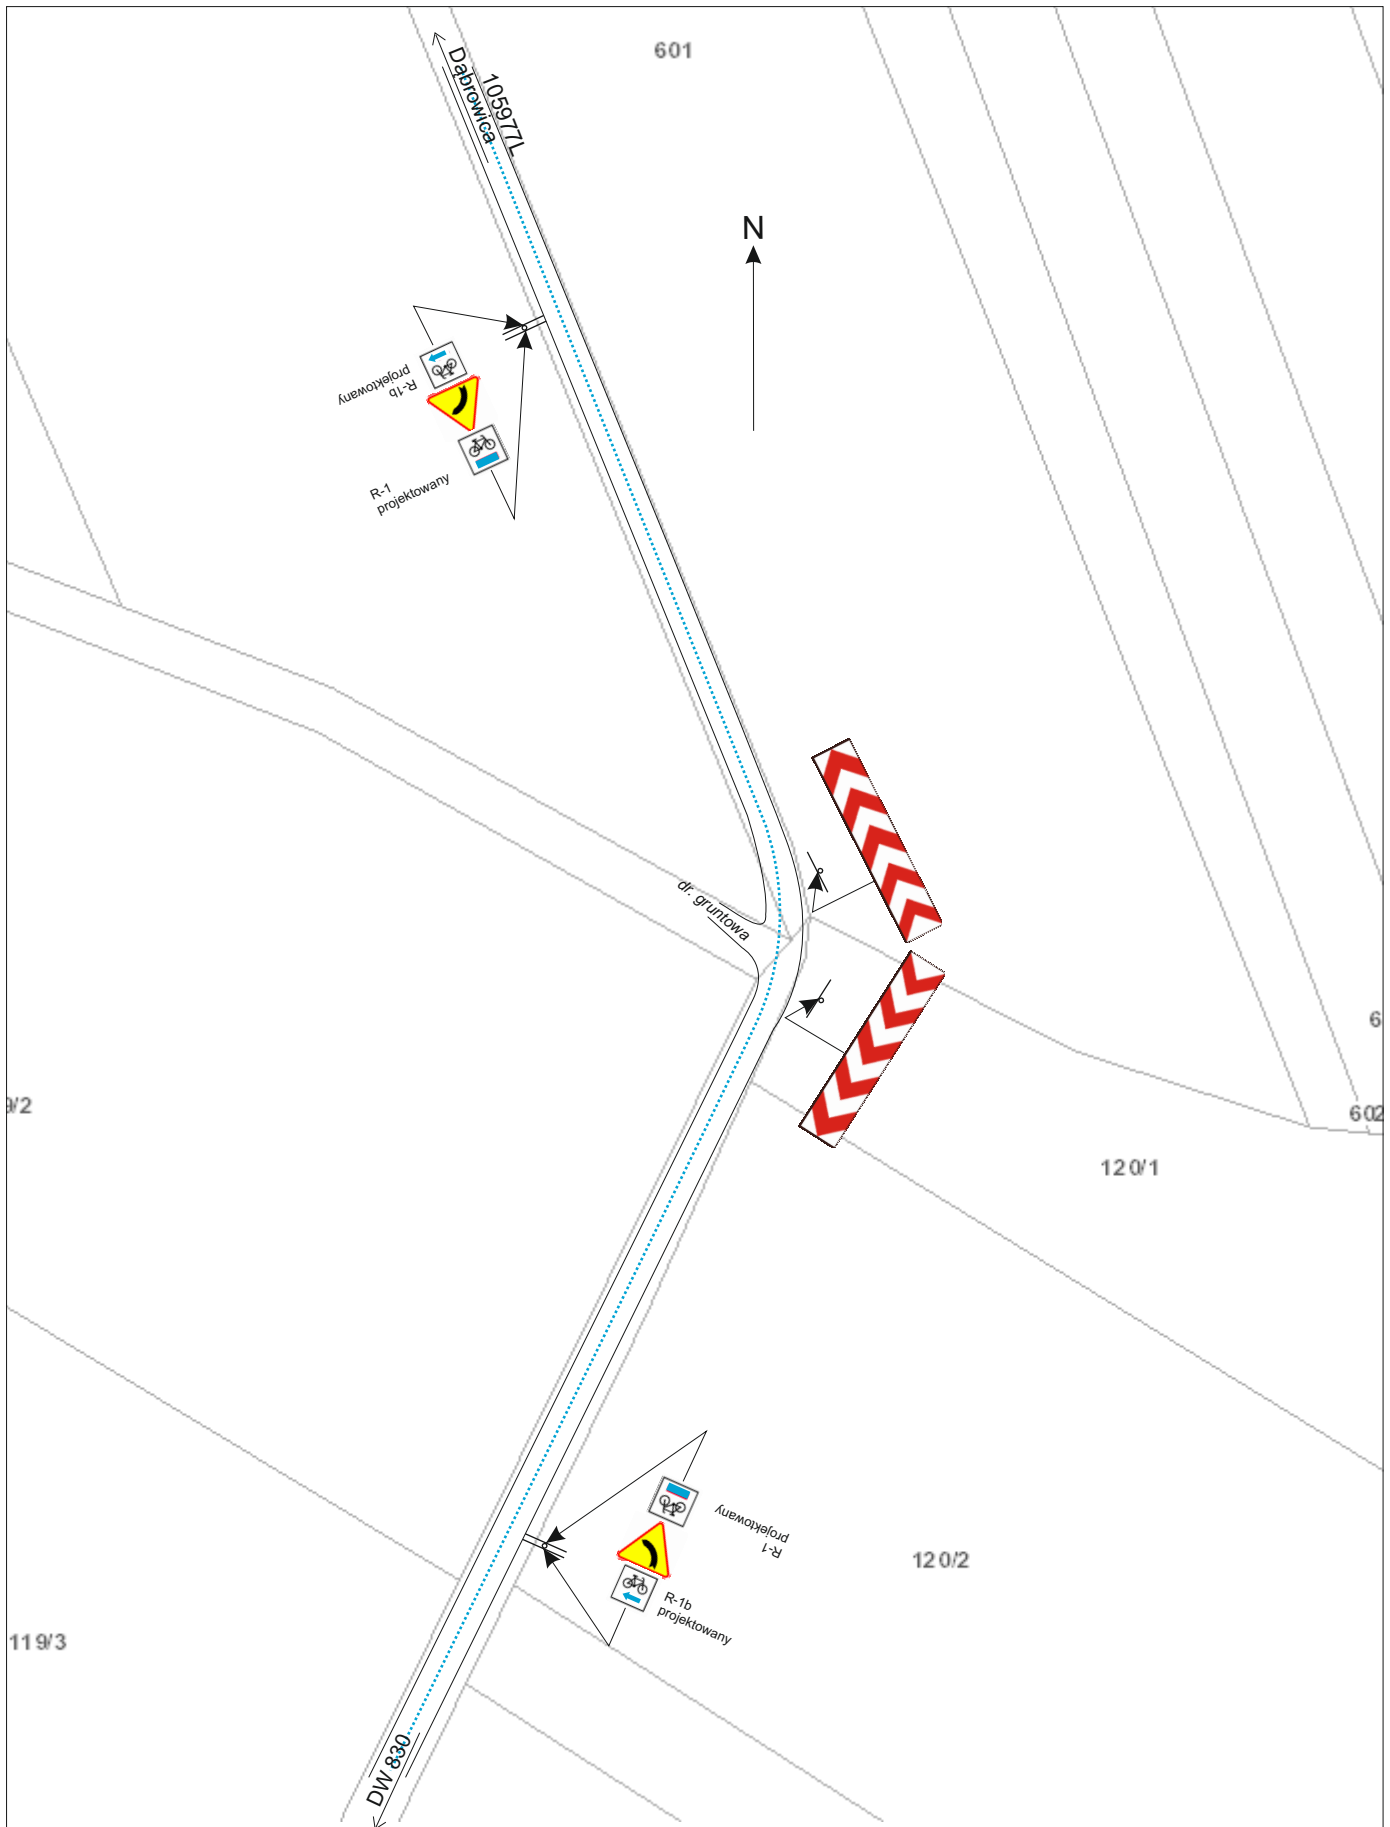 601
Dąbrowica
105977L
N
R-1b
projektowany
R-1
projektowany
dr. gruntowa
6
9/2
602
120/1
R-1
projektowany
120/2
R-1b
projektowany
119/3
DW 830